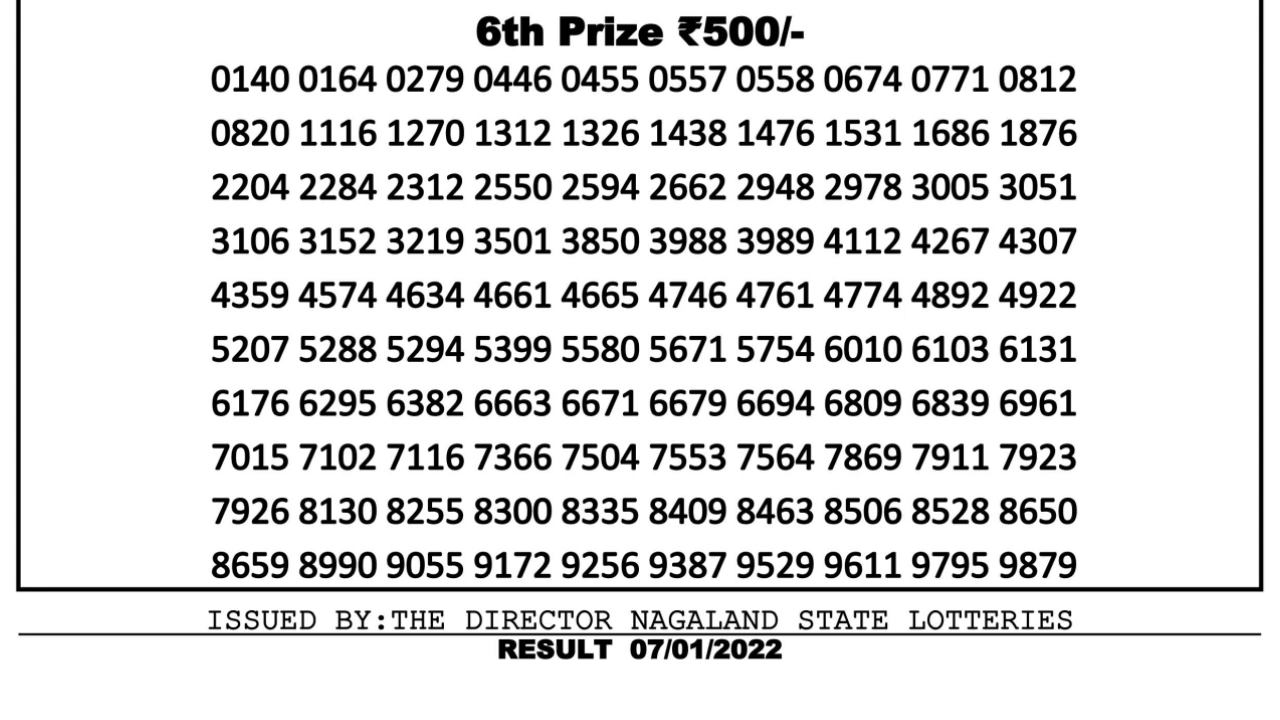 6th Prize ₹500/-
0140 0164 0279 0446 0455 0557 0558 0674 0771 0812
0820 1116 1270 1312 1326 1438 1476 1531 1686 1876
2204 2284 2312 2550 2594 2662 2948 2978 3005 3051
3106 3152 3219 3501 3850 3988 3989 4112 4267 4307
4359 4574 4634 4661 4665 4746 4761 4774 4892 4922
5207 5288 5294 5399 5580 5671 5754 6010 6103 6131
6176 6295 6382 6663 6671 6679 6694 6809 6839 6961
7015 7102 7116 7366 7504 7553 7564 7869 7911 7923
7926 8130 8255 8300 8335 8409 8463 8506 8528 8650
8659 8990 9055 9172 9256 9387 9529 9611 9795 9879
ISSUED BY:THE DIRECTOR NAGALAND STATE LOTTERIES
RESULT 07/01/2022